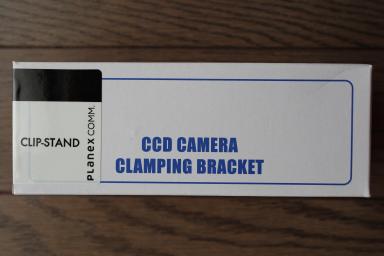 CLIP-STAND
PLANEX COMM.
CCD CAMERA
CLAMPING BRACKET